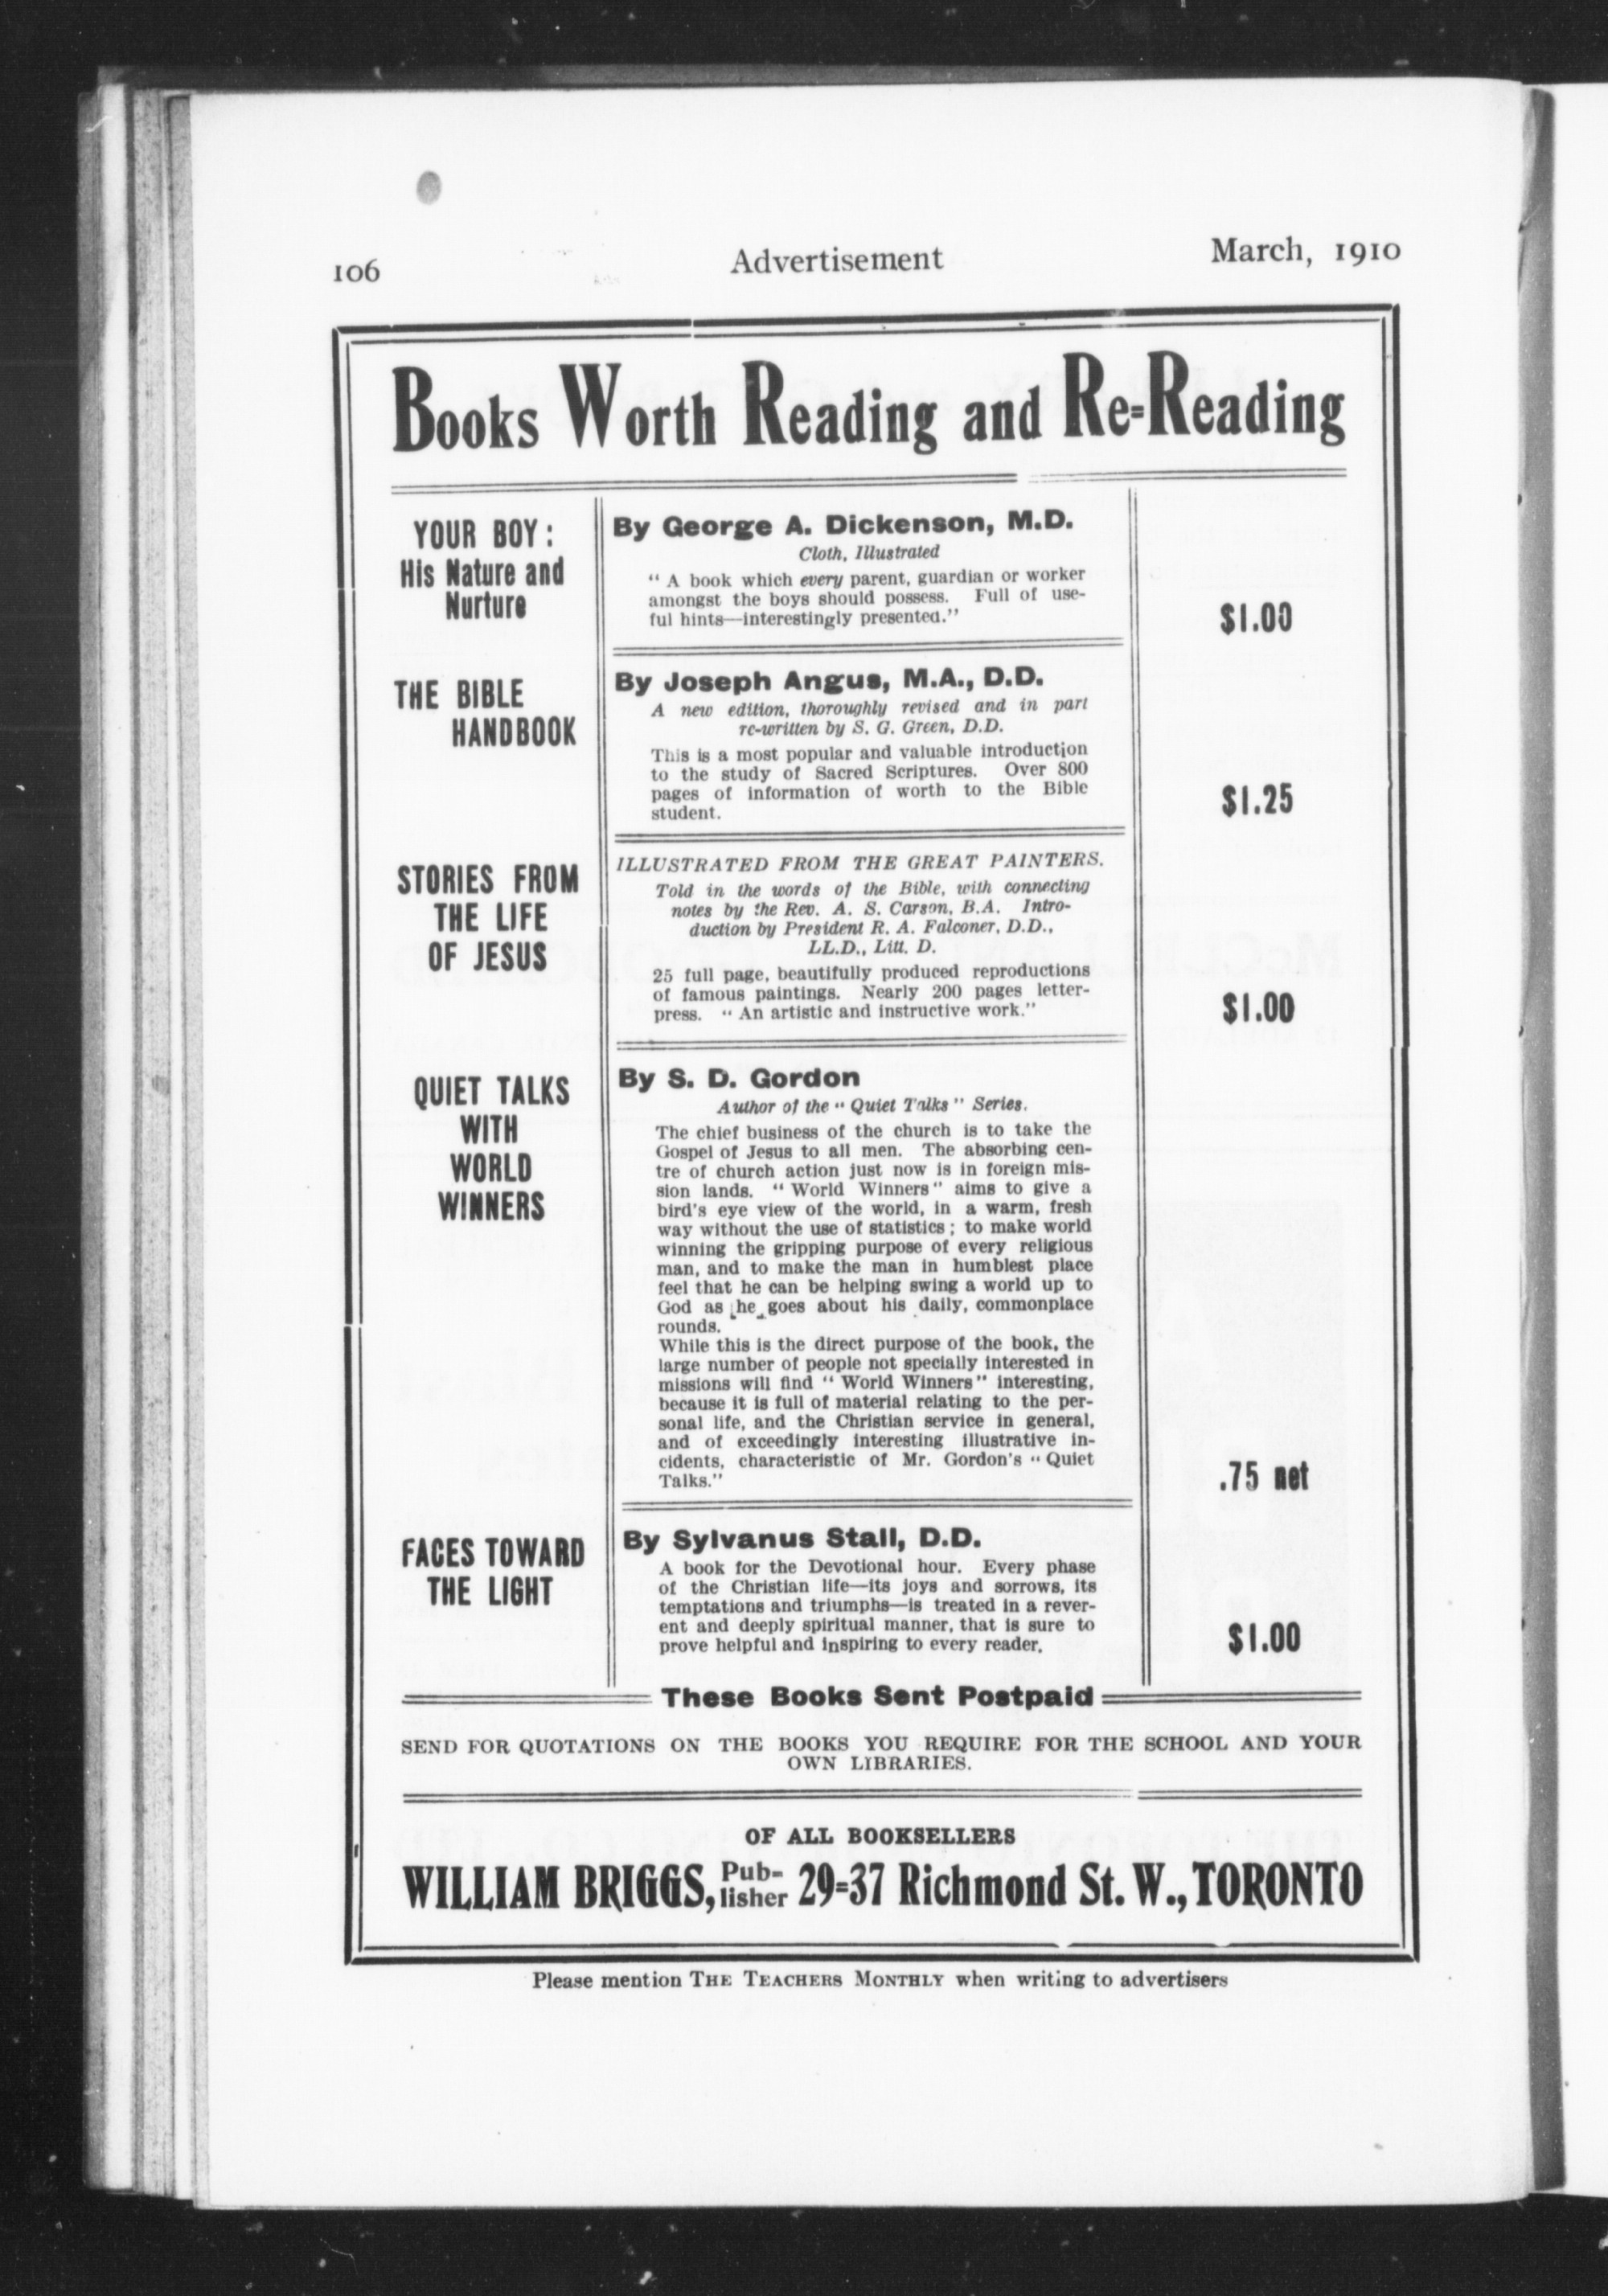 106 Advertisement March, 1910
Books Worth Reading and Re-Reading
YOUR BOY:
His Nature and
Nurture
By George A. Dickenson, M.D.
Cloth, Illustrated
" A book which every parent, guardian or worker
amongst the boys should possess. Full of use-
ful hints—interestingly presented."
$1.00
THE BIBLE
HANDBOOK
By Joseph Angus, M.A., D.D.
A new edition, thoroughly revised and in part
re-written by S. G. Green, D.D.
This is a most popular and valuable introduction
to the study of Sacred Scriptures. Over 800
pages of information of worth to the Bible
student.
$1.25
STORIES FROM
THE LIFE
OF JESUS
ILLUSTRATED FROM THE GREAT PAINTERS.
Told in the words of the Bible, with connecting
notes by the Rev. A. S. Carson, B.A. Intro-
duction by President R. A. Falconer, D.D.,
LL.D., Litt. D.
25 full page, beautifully produced reproductions
of famous paintings. Nearly 200 pages letter-
press. " An artistic and instructive work."
$1.00
QUIET TALKS
WITH
WORLD
WINNERS
By S. D. Gordon
Author of the " Quiet Talks " Series.
The chief business of the church is to take the
Gospel of Jesus to all men. The absorbing cen-
tre of church action just now is in foreign mis-
sion lands. " World Winners " aims to give a
bird's eye view of the world, in a warm, fresh
way without the use of statistics ; to make world
winning the gripping purpose of every religious
man, and to make the man in humblest place
feel that he can be helping swing a world up to
God as he goes about his daily, commonplace
rounds.
While this is the direct purpose of the book, the
large number of people not specially interested in
missions will find " World Winners " interesting,
because it is full of material relating to the per-
sonal life, and the Christian service in general,
and of exceedingly interesting illustrative in-
cidents, characteristic of Mr. Gordon's " Quiet
Talks."
.75 net
FACES TOWARD
THE LIGHT
By Sylvanus Stall, D.D.
A book for the Devotional hour. Every phase
of the Christian life—its joys and sorrows, its
temptations and triumphs—is treated in a rever-
ent and deeply spiritual manner, that is sure to
prove helpful and inspiring to every reader.
$1.00
These Books Sent Postpaid
SEND FOR QUOTATIONS ON THE BOOKS YOU REQUIRE FOR THE SCHOOL AND YOUR
OWN LIBRARIES.
OF ALL BOOKSELLERS
WILLIAM BRIGGS, Pub-lisher 29-37 Richmond St. W., TORONTO
Please mention THE TEACHERS MONTHLY when writing to advertisers